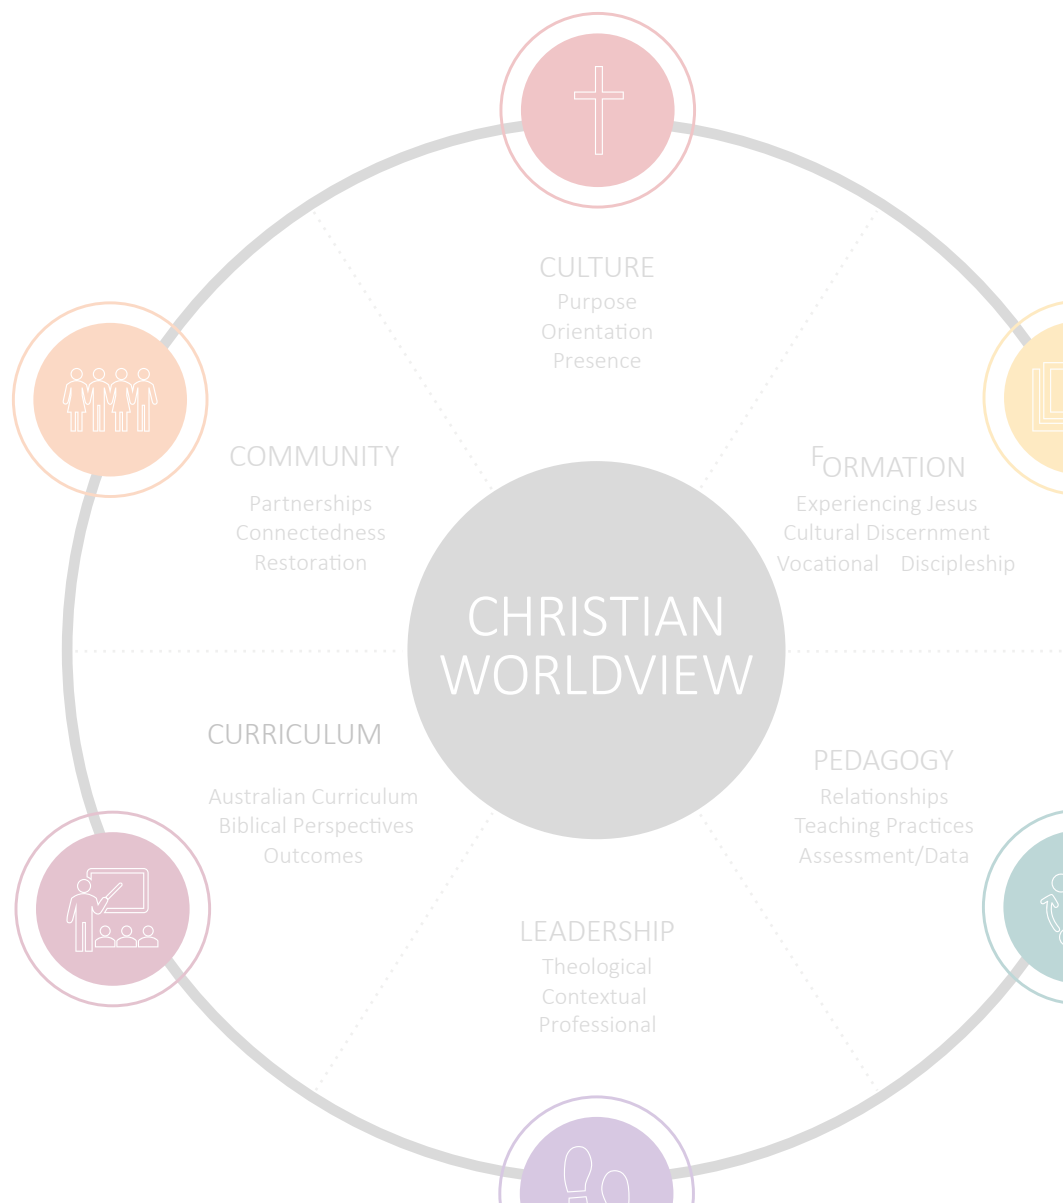 CULTURE
Purpose
Orientation
Presence
COMMUNITY
Partnerships
Connectedness
Restoration
FORMATION
Experiencing Jesus
Cultural Discernment
Vocational Discipleship
CHRISTIAN
WORLDVIEW
CURRICULUM
Australian Curriculum
Biblical Perspectives
Outcomes
PEDAGOGY
Relationships
Teaching Practices
Assessment/Data
LEADERSHIP
Theological
Contextual
Professional